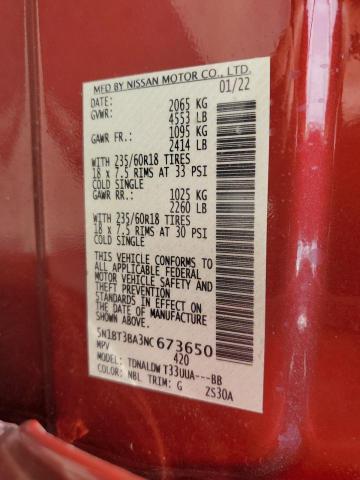 MFD BY NISSAN MOTOR CO., LTD.
DATE: 01/22
GVWR: 2065 KG
4553 LB
GAWR FR.: 1095 KG
2414 LB
WITH 235/60R18 TIRES
18 x 7.5 RIMS AT 33 PSI
COLD SINGLE
GAWR RR.: 1025 KG
2260 LB
WITH 235/60R18 TIRES
18 x 7.5 RIMS AT 30 PSI
COLD SINGLE
THIS VEHICLE CONFORMS TO
ALL APPLICABLE FEDERAL
MOTOR VEHICLE SAFETY AND
THEFT PREVENTION
STANDARDS IN EFFECT ON
THE DATE OF MANUFACTURE
SHOWN ABOVE.
5N1BT3BA3NC673650
MPV 420
MODEL: TDNALDWT33UUA---BB
COLOR: NBL TRIM: G ZS30A